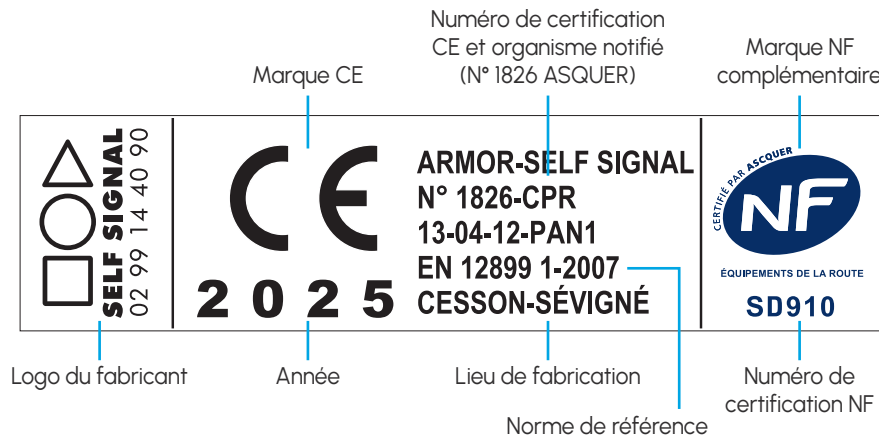 Numéro de certification
CE et organisme notifié
(N° 1826 ASQUER)
Marque CE
Marque NF
complémentaire
SELF SIGNAL
02 99 14 40 90
CE
2025
ARMOR-SELF SIGNAL
N° 1826-CPR
13-04-12-PAN1
EN 12899 1-2007
CESSON-SÉVIGNÉ
CERTIFIÉ PAR ASCQUER
NF
ÉQUIPEMENTS DE LA ROUTE
SD910
Logo du fabricant
Année
Lieu de fabrication
Numéro de
certification NF
Norme de référence